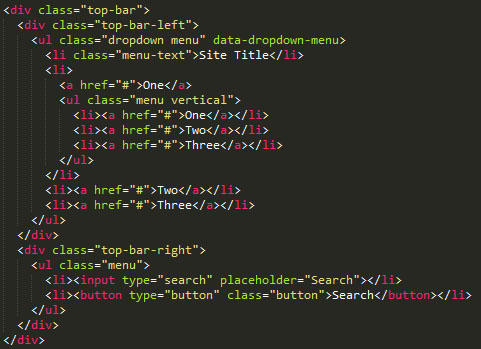 <div class="top-bar">
  <div class="top-bar-left">
    <ul class="dropdown menu" data-dropdown-menu>
      <li class="menu-text">Site Title</li>
      <li>
        <a href="#">One</a>
        <ul class="menu vertical">
          <li><a href="#">One</a></li>
          <li><a href="#">Two</a></li>
          <li><a href="#">Three</a></li>
        </ul>
      </li>
      <li><a href="#">Two</a></li>
      <li><a href="#">Three</a></li>
    </ul>
  </div>
  <div class="top-bar-right">
    <ul class="menu">
      <li><input type="search" placeholder="Search"></li>
      <li><button type="button" class="button">Search</button></li>
    </ul>
  </div>
</div>